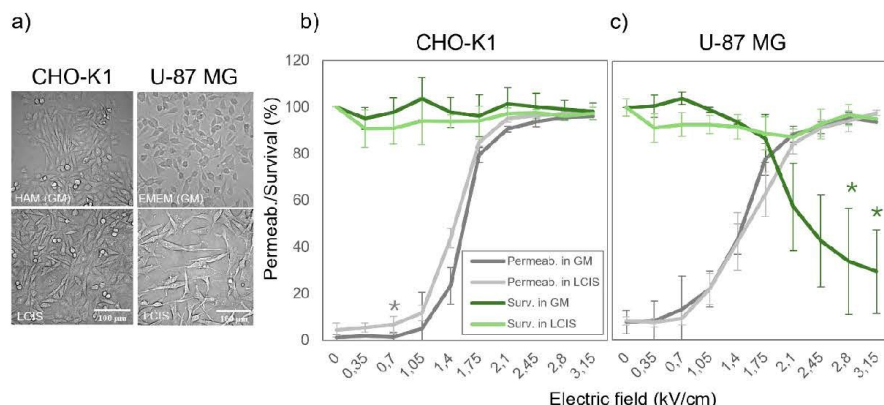 a)
CHO-K1 U-87 MG
HAM (GM)
EMEM (GM)
LCIS
100 µm
LCIS
100 µm
b)
CHO-K1
Permeab./Survival (%)
120
100
80
60
40
20
0
*
Permeab. in GM
Permeab. in LCIS
Surv. in GM
Surv. in LCIS
0 0,35 0,7 1,05 1,4 1,75 2,1 2,45 2,8 3,15
c)
U-87 MG
*
*
0 0,35 0,7 1,05 1,4 1,75 2,1 2,45 2,8 3,15
Electric field (kV/cm)